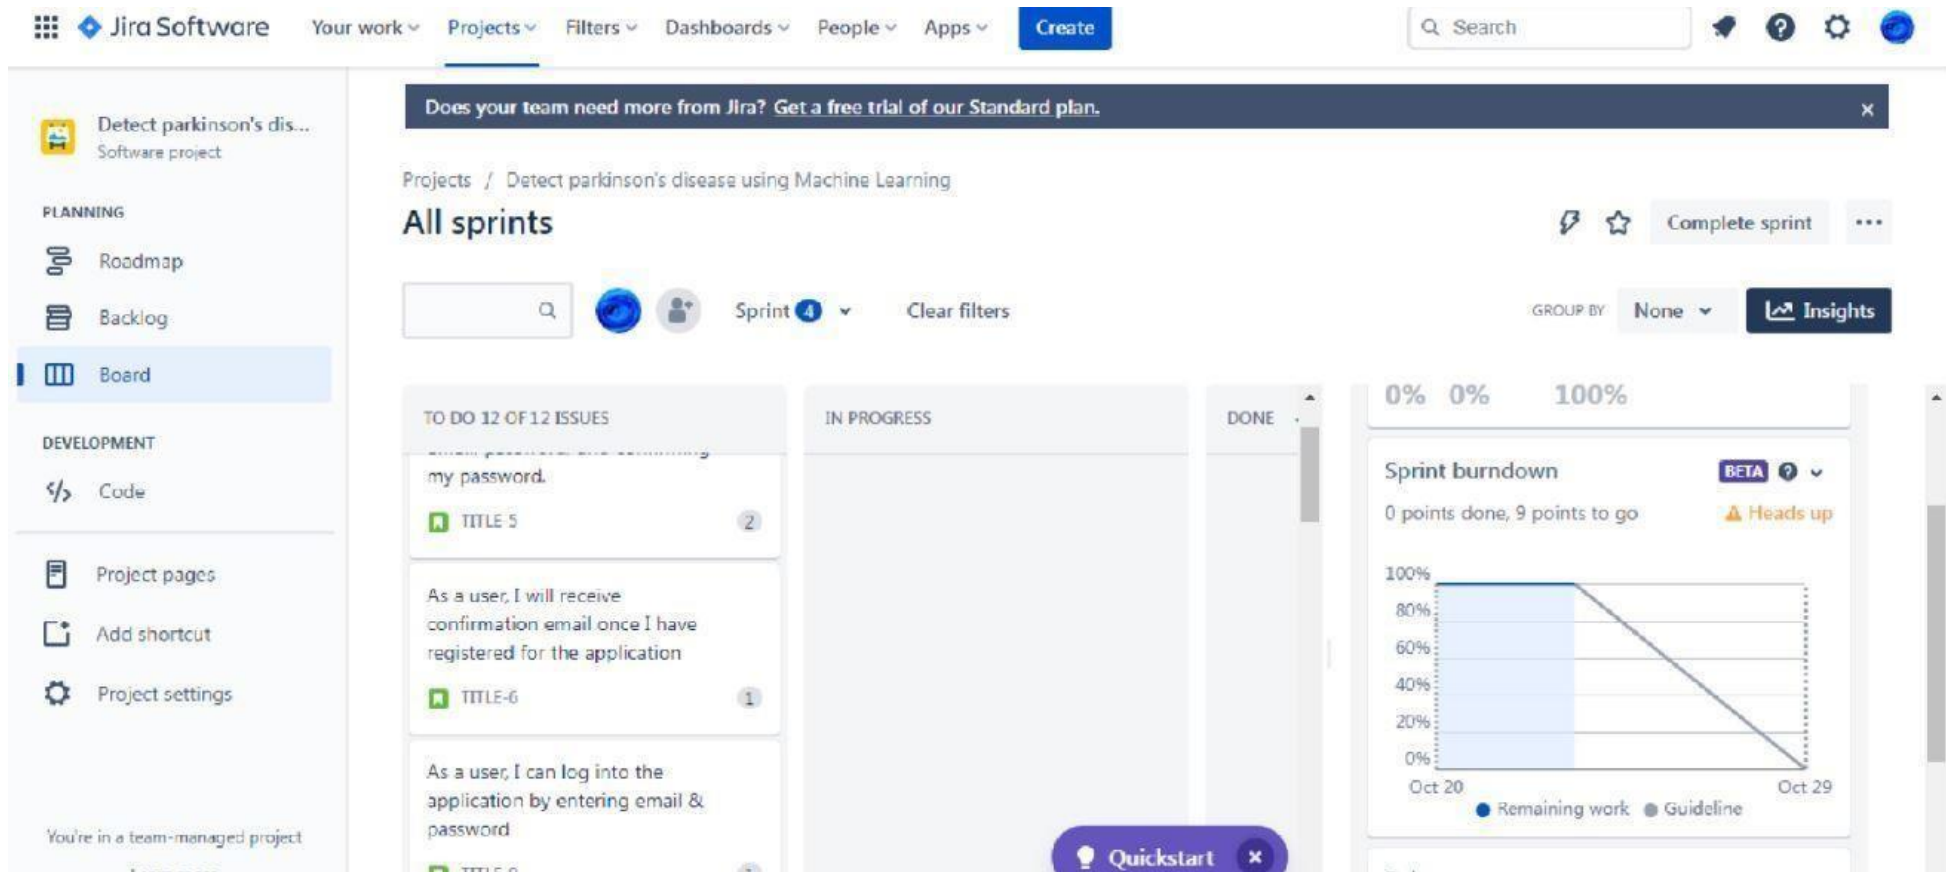 Jira Software Your work Projects Filters Dashboards People Apps Create Search
Does your team need more from Jira? Get a free trial of our Standard plan.
Detect parkinson's dis...
Software project
Projects / Detect parkinson's disease using Machine Learning
All sprints
Complete sprint
PLANNING
Roadmap
Backlog
Board
DEVELOPMENT
Code
Project pages
Add shortcut
Project settings
You're in a team-managed project
Sprint 4 Clear filters
GROUP BY None Insights
TO DO 12 OF 12 ISSUES
IN PROGRESS
DONE
my password.
TITLE-5 2
As a user, I will receive
confirmation email once I have
registered for the application
TITLE-6 1
As a user, I can log into the
application by entering email &
password
Quickstart
0% 0% 100%
Sprint burndown BETA
0 points done, 9 points to go Heads up
100%
80%
60%
40%
20%
0%
Oct 20 Oct 29
Remaining work Guideline